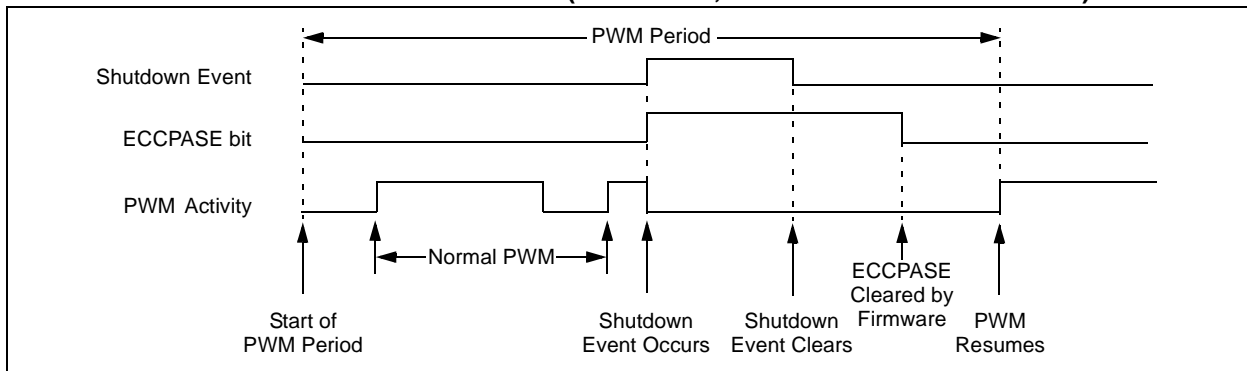 PWM Period
Shutdown Event
ECCPASE bit
PWM Activity
Normal PWM
Start of
PWM Period
Shutdown
Event Occurs
Shutdown
Event Clears
ECCPASE
Cleared by
Firmware
PWM
Resumes